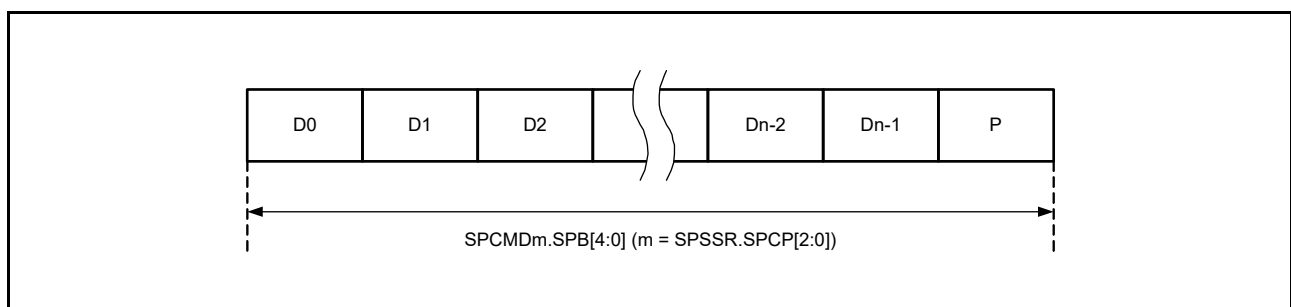 D0 D1 D2 Dn-2 Dn-1 P
SPCMDm.SPB[4:0] (m = SPSSR.SPCP[2:0])